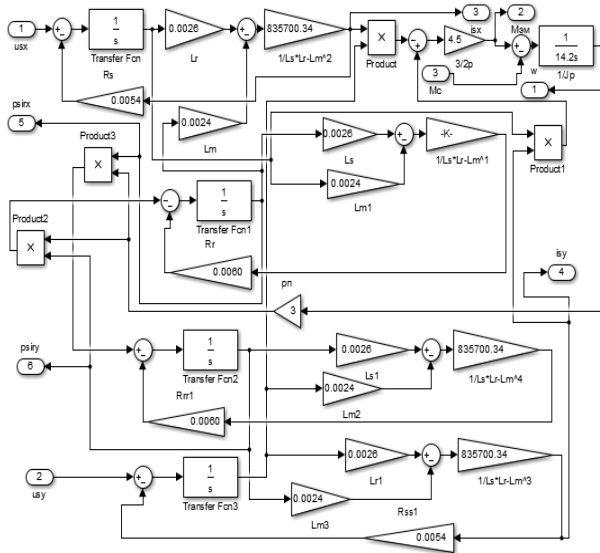 3
2
1
s
0.0026
835700.34
isx
Мэм
1
usx
Transfer Fcn
4.5
1
14.2s
Product
Rs
Lr
1/Ls*Lr-Lm^2
3/2p
3
w
1/Jp
0.0054
Mc
1
psirx
5
0.0024
Product3
Lm
0.0026
-K-
X
X
X
Ls
1/Ls*Lr-Lm^1
Product1
1
s
0.0024
Product2
Transfer Fcn1
Lm1
X
Rr
isy
0.0060
4
pn
3
1
s
0.0026
835700.34
psiry
Transfer Fcn2
Ls1
6
Rrr1
0.0024
1/Ls*Lr-Lm^4
Lm2
0.0060
1
s
0.0026
835700.34
2
usy
Transfer Fcn3
Lr1
0.0024
Rss1
1/Ls*Lr-Lm^3
Lm3
0.0054